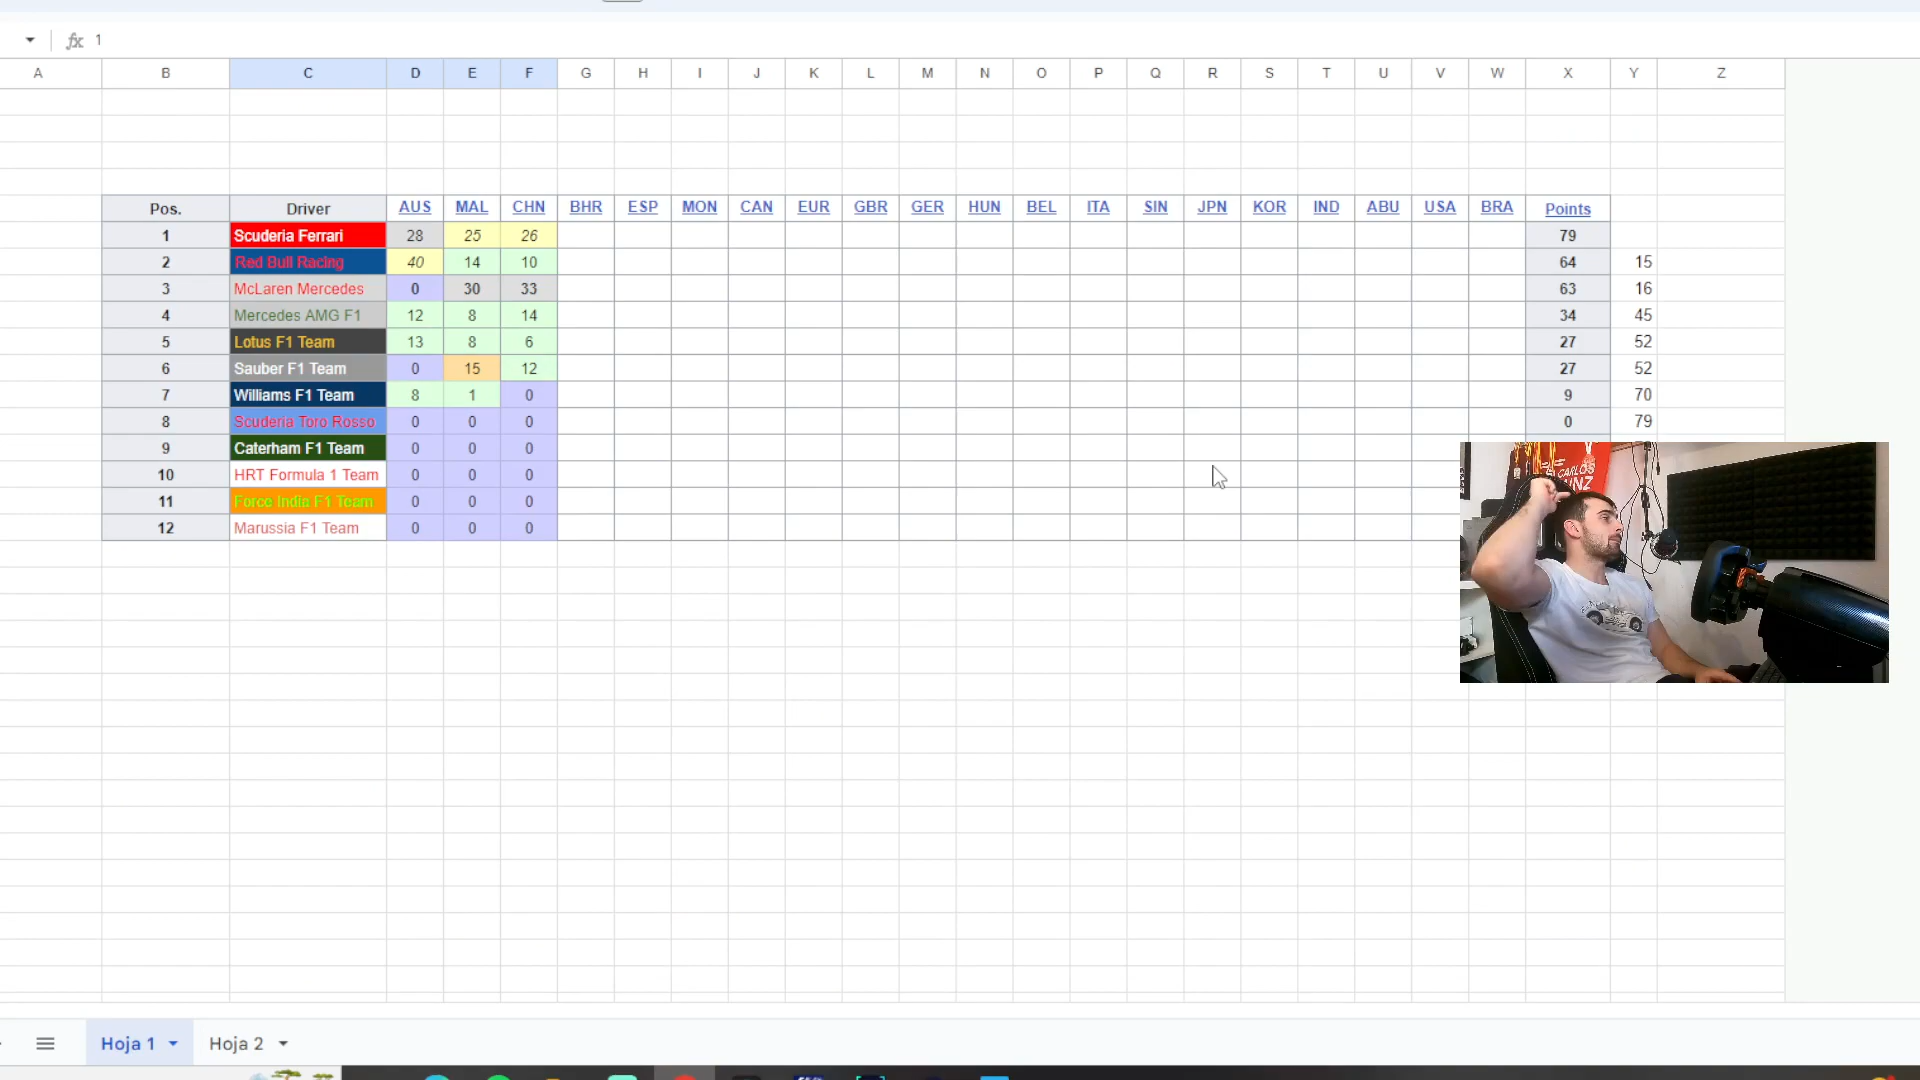 fx 1
A B C D E F G H I J K L M N O P Q R S T U V W X Y Z
Pos. Driver AUS MAL CHN BHR ESP MON CAN EUR GBR GER HUN BEL ITA SIN JPN KOR IND ABU USA BRA Points
1 Scuderia Ferrari 28 25 26 79
2 Red Bull Racing 40 14 10 64 15
3 McLaren Mercedes 0 30 33 63 16
4 Mercedes AMG F1 12 8 14 34 45
5 Lotus F1 Team 13 8 6 27 52
6 Sauber F1 Team 0 15 12 27 52
7 Williams F1 Team 8 1 0 9 70
8 Scuderia Toro Rosso 0 0 0 0 79
9 Caterham F1 Team 0 0 0
10 HRT Formula 1 Team 0 0 0
11 Force India F1 Team 0 0 0
12 Marussia F1 Team 0 0 0
CARLOS
Hoja 1 Hoja 2